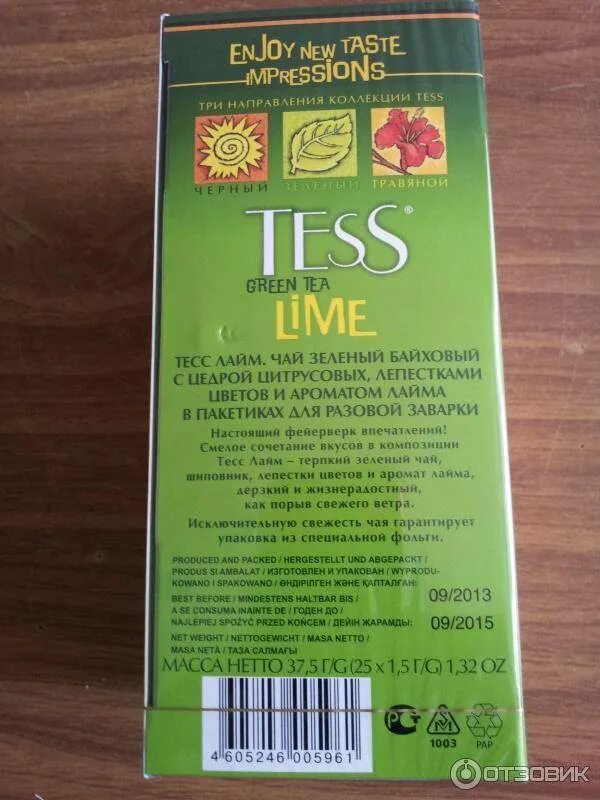 ENJOY NEW TASTE
IMPRESSIONS
ТРИ НАПРАВЛЕНИЯ КОЛЛЕКЦИИ TESS
ЧЕРНЫЙ ЗЕЛЕНЫЙ ТРАВЯНОЙ
TESS®
GREEN TEA
LIME
ТЕСС ЛАЙМ. ЧАЙ ЗЕЛЕНЫЙ БАЙХОВЫЙ
С ЦЕДРОЙ ЦИТРУСОВЫХ, ЛЕПЕСТКАМИ
ЦВЕТОВ И АРОМАТОМ ЛАЙМА
В ПАКЕТИКАХ ДЛЯ РАЗОВОЙ ЗАВАРКИ
Настоящий фейерверк впечатлений!
Смелое сочетание вкусов в композиции
Тесс Лайм – терпкий зеленый чай,
шиповник, лепестки цветов и аромат лайма,
дерзкий и жизнерадостный,
как порыв свежего ветра.
Исключительную свежесть чая гарантирует
упаковка из специальной фольги.
PRODUCED AND PACKED / HERGESTELLT UND ABGEPACKT /
PRODUS SI AMBALAT / ИЗГОТОВЛЕН И УПАКОВАН / WYPRODU-
KOWANO I SPAKOWANO / ӨНДІРІЛГЕН ЖӘНЕ ҚАПТАЛҒАН:
09/2013
BEST BEFORE / MINDESTENS HALTBAR BIS /
A SE CONSUMA INAINTE DE / ГОДЕН ДО /
NAJLEPIEJ SPOŻYĆ PRZED KOŃCEM / ДЕЙІН ЖАРАМДЫ:
09/2015
NET WEIGHT / NETTOGEWICHT / MASA NETTO /
MASA NETĂ / ТАЗА САЛМАҒЫ
МАССА НЕТТО 37,5 Г/G (25 x 1,5 Г/G) 1,32 OZ
4 605246 005961
РСТ
1003
PAP
ОТЗОВИК